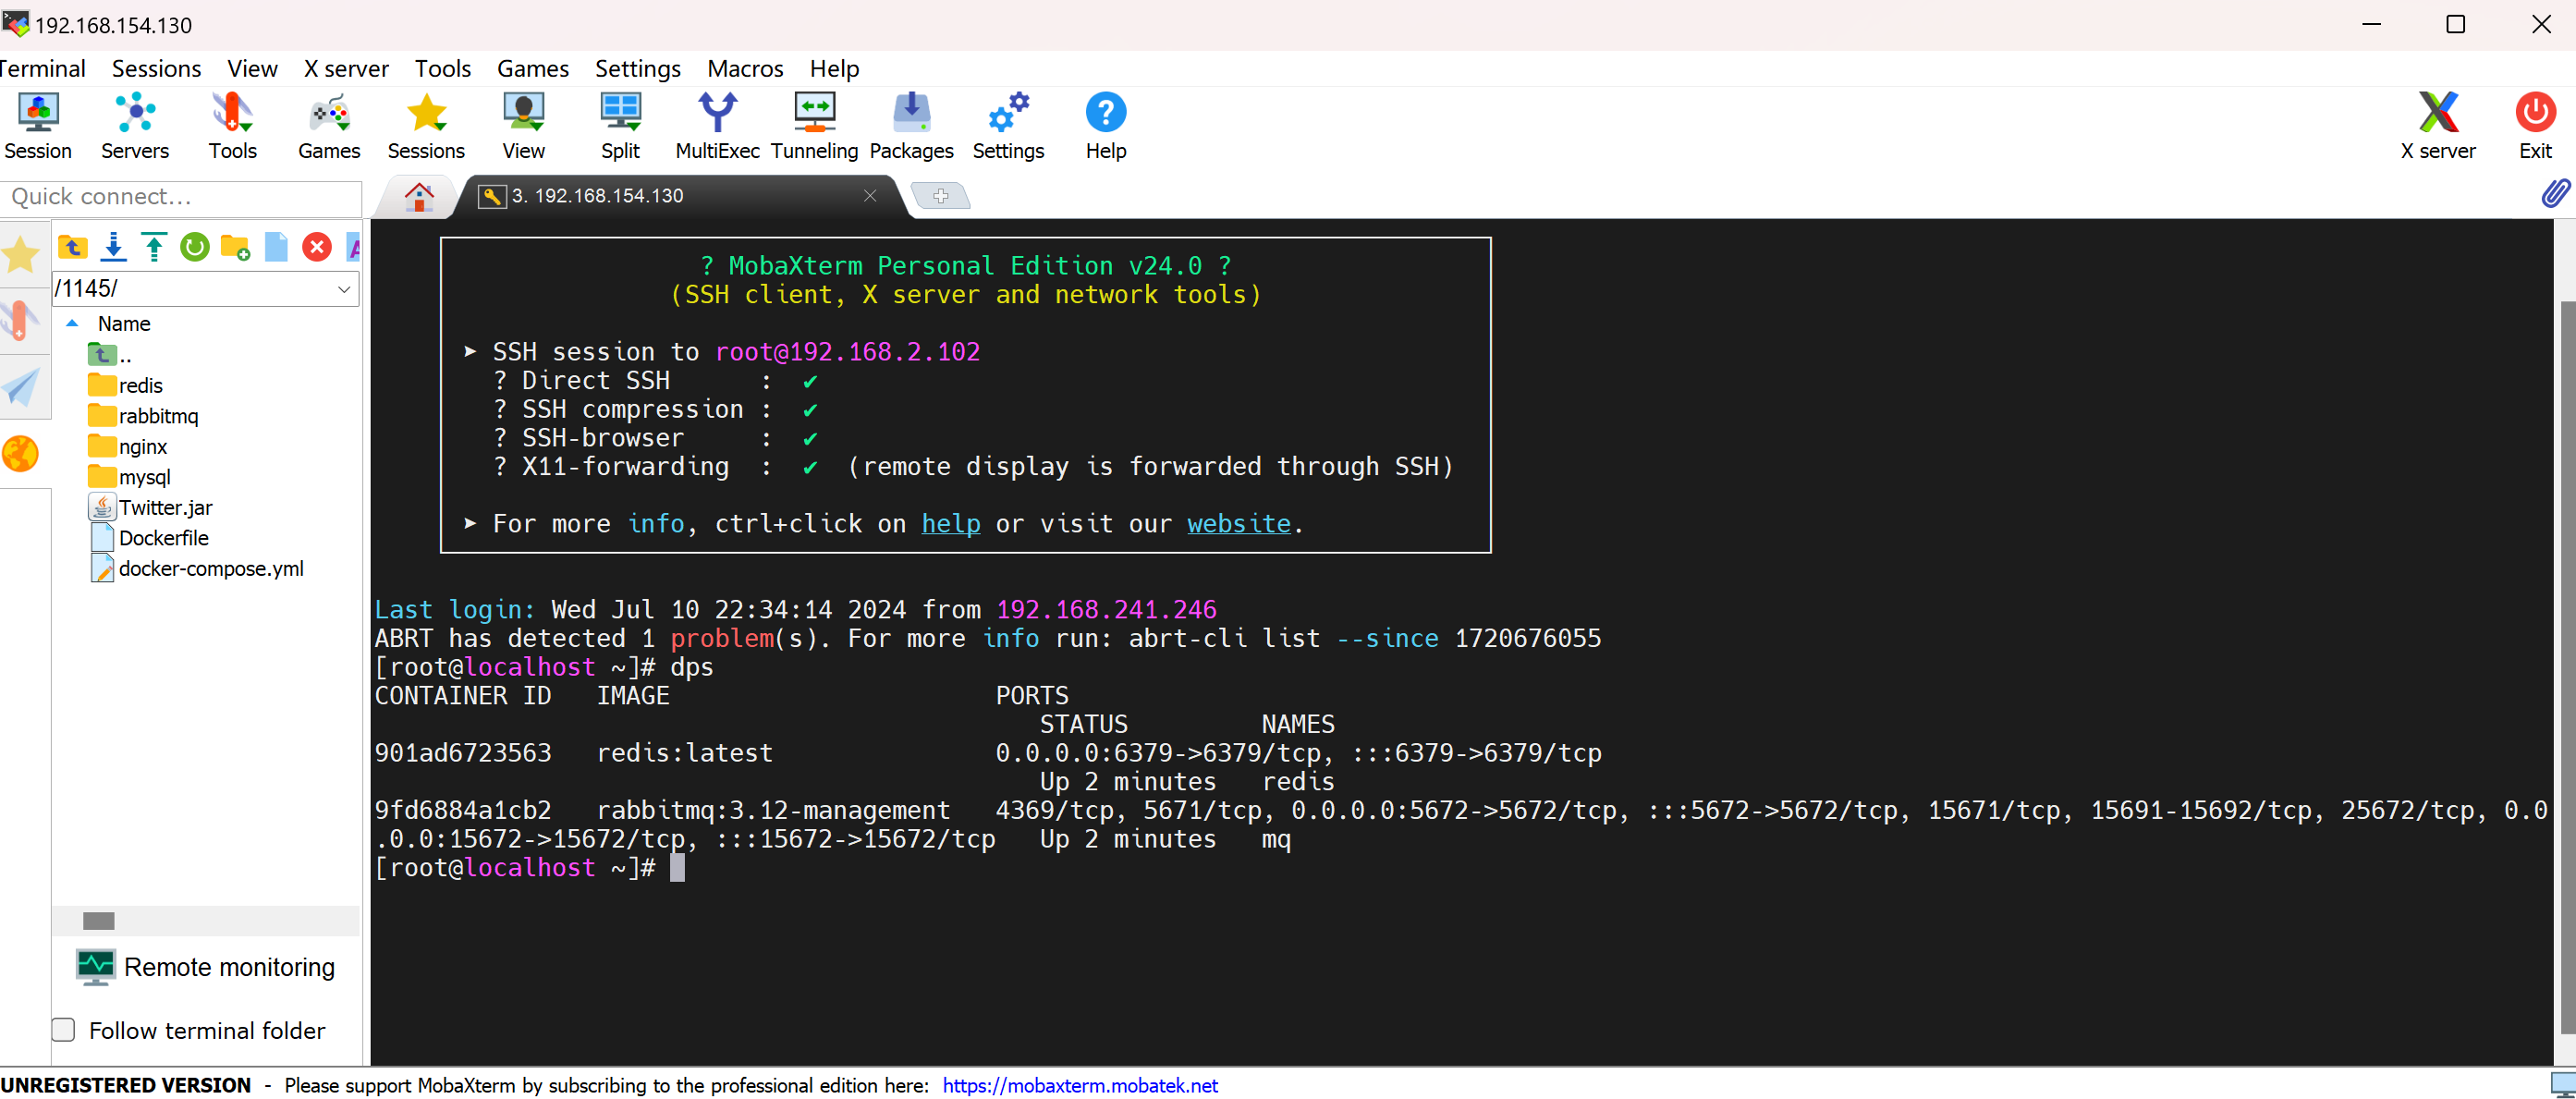 192.168.154.130
Terminal Sessions View X server Tools Games Settings Macros Help
Session Servers Tools Games Sessions View Split MultiExec Tunneling Packages Settings Help X server Exit
Quick connect...
3. 192.168.154.130
/1145/
Name
..
redis
rabbitmq
nginx
mysql
Twitter.jar
Dockerfile
docker-compose.yml
Remote monitoring
Follow terminal folder
? MobaXterm Personal Edition v24.0 ?
(SSH client, X server and network tools)
➤ SSH session to root@192.168.2.102
? Direct SSH : ✔
? SSH compression : ✔
? SSH-browser : ✔
? X11-forwarding : ✔ (remote display is forwarded through SSH)
➤ For more info, ctrl+click on help or visit our website.
Last login: Wed Jul 10 22:34:14 2024 from 192.168.241.246
ABRT has detected 1 problem(s). For more info run: abrt-cli list --since 1720676055
[root@localhost ~]# dps
CONTAINER ID IMAGE PORTS
STATUS NAMES
901ad6723563 redis:latest 0.0.0.0:6379->6379/tcp, :::6379->6379/tcp
Up 2 minutes redis
9fd6884a1cb2 rabbitmq:3.12-management 4369/tcp, 5671/tcp, 0.0.0.0:5672->5672/tcp, :::5672->5672/tcp, 15671/tcp, 15691-15692/tcp, 25672/tcp, 0.0
.0.0:15672->15672/tcp, :::15672->15672/tcp Up 2 minutes mq
[root@localhost ~]#
UNREGISTERED VERSION - Please support MobaXterm by subscribing to the professional edition here: https://mobaxterm.mobatek.net